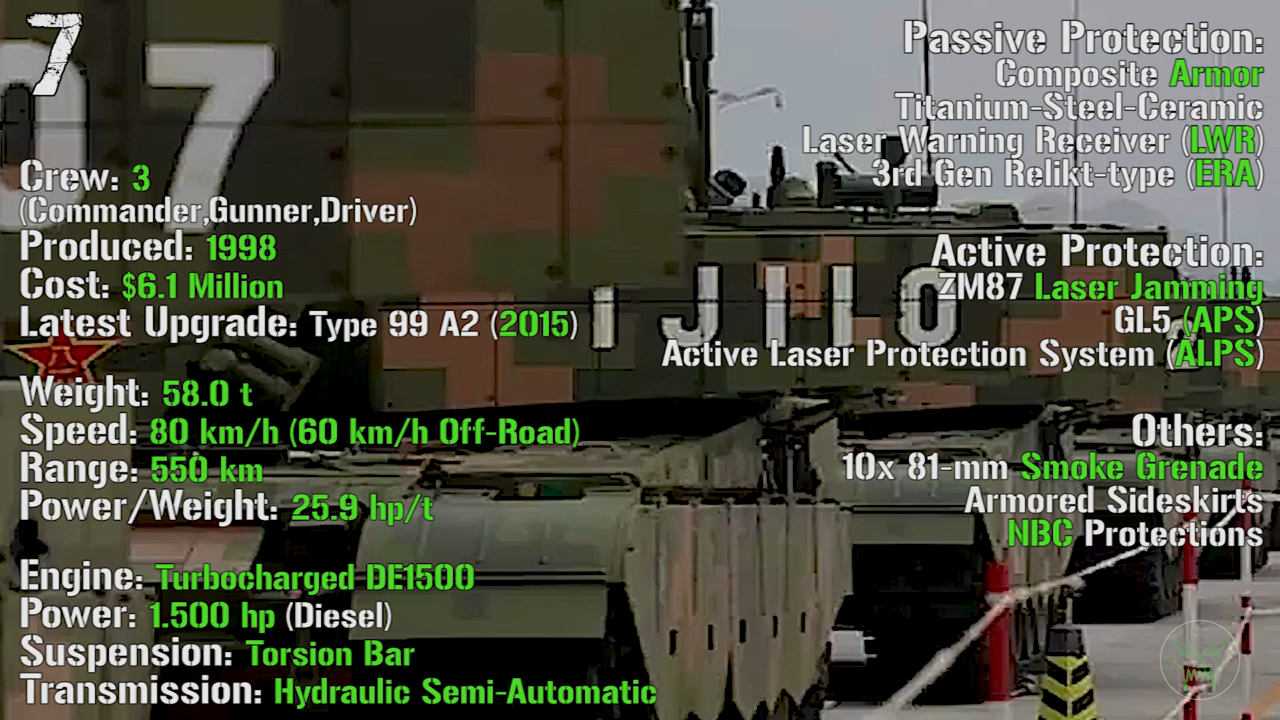 7
07
Crew: 3
(Commander,Gunner,Driver)
Produced: 1998
Cost: $6.1 Million
Latest Upgrade: Type 99 A2 (2015)
Weight: 58.0 t
Speed: 80 km/h (60 km/h Off-Road)
Range: 550 km
Power/Weight: 25.9 hp/t
Engine: Turbocharged DE1500
Power: 1.500 hp (Diesel)
Suspension: Torsion Bar
Transmission: Hydraulic Semi-Automatic
Passive Protection:
Composite Armor
Titanium-Steel-Ceramic
Laser Warning Receiver (LWR)
3rd Gen Relikt-type (ERA)
Active Protection:
ZM87 Laser Jamming
GL5 (APS)
Active Laser Protection System (ALPS)
Others:
10x 81-mm Smoke Grenade
Armored Sideskirts
NBC Protections